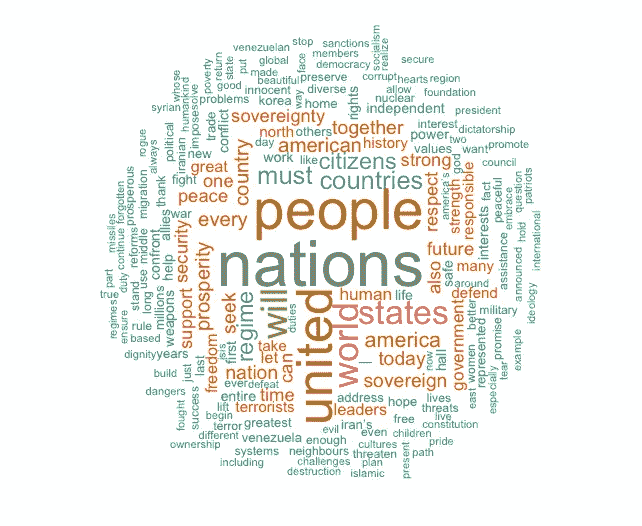 stop
sanctions
socialism
realize
venezuelan
members
global
face
democracy
secure
poverty
return
state
put
made
beautiful
preserve
corrupt
hearts
region
whose
humankind
good
way
diverse
allow
foundation
innocent
rights
nuclear
problems
korea
home
independent
president
syrian
impose
solve
trade
conflict
sovereignty
together
interest
dictatorship
north
others
power
two
rogue
political
iranian
new
day
american
history
values
want
promote
always
great
country
work
like
citizens
strong
god
council
migration
fight
one
must
countries
respect
america's
strength
responsible
fact
peaceful
question
patriots
prosperous
thank
peace
embrace
forgotten
allies
war
every
people
interests
hold
missiles
continue
reforms
middle
confront
security
future
assistance
announced
international
duty
stand
use
help
prosperity
nations
also
safe
many
around
part
long
millions
weapons
support
seek
will
human
life
defend
better
military
ideology
true
regimes
ensure
rule
regime
duties
united
world
states
government
represented
promise
example
based
dignity
years
freedom
first
isis
take
america
women
tear
especially
build
just
last
let
can
today
now
hall
east
dangers
success
nation
sovereign
fought
ever
defeat
entire
time
address
hope
lives
lift
terrorists
leaders
threats
begin
free
live
constitution
terror
greatest
iran's
different
evil
even
children
pride
ownership
venezuela
enough
cultures
systems
neighbours
threaten
path
including
challenges
plan
present
destruction
islamic